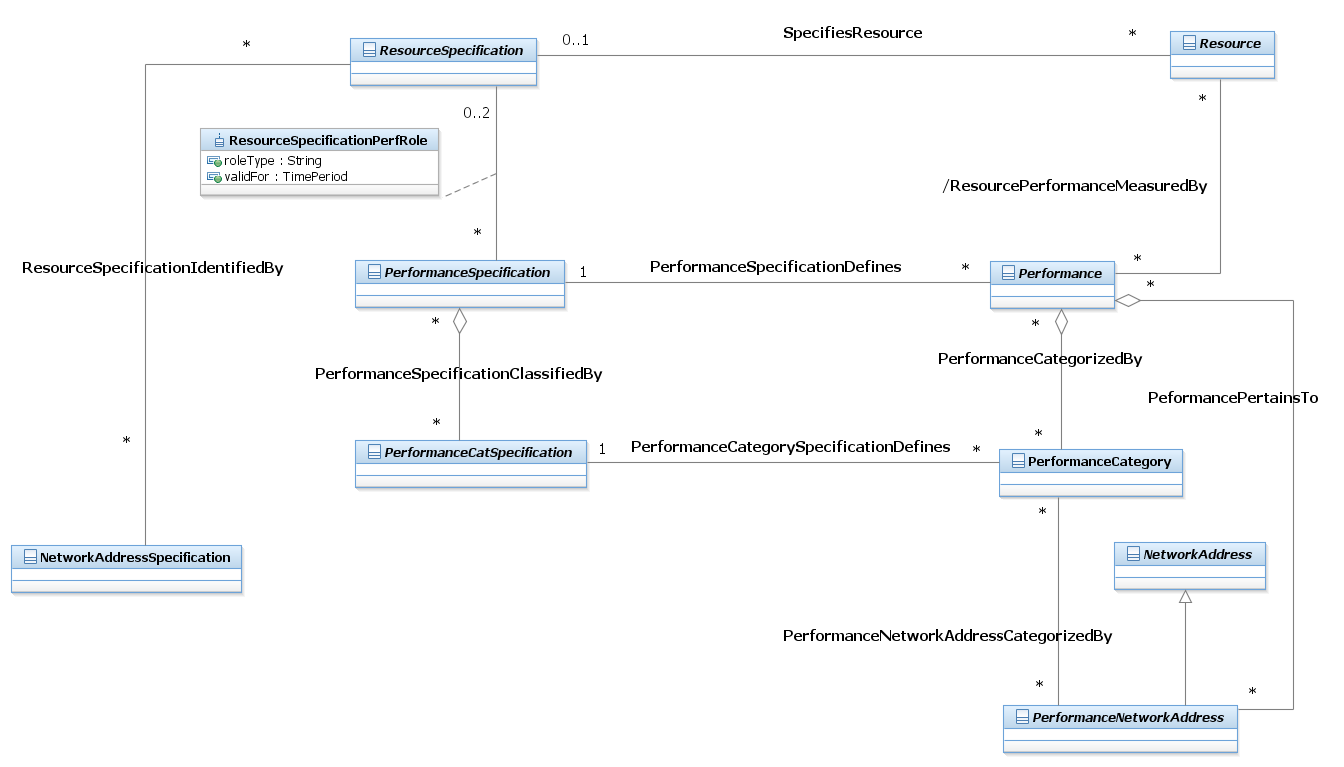 SpecifiesResource
*
0..1
*
ResourceSpecification
Resource
0..2
*
ResourceSpecificationPerfRole
roleType : String
validFor : TimePeriod
/ResourcePerformanceMeasuredBy
*
ResourceSpecificationIdentifiedBy
PerformanceSpecification
1
PerformanceSpecificationDefines
*
Performance
*
*
*
*
PerformanceSpecificationClassifiedBy
PerformanceCategorizedBy
PeformancePertainsTo
*
*
*
PerformanceCatSpecification
1
PerformanceCategorySpecificationDefines
*
PerformanceCategory
*
NetworkAddressSpecification
NetworkAddress
PerformanceNetworkAddressCategorizedBy
*
*
PerformanceNetworkAddress